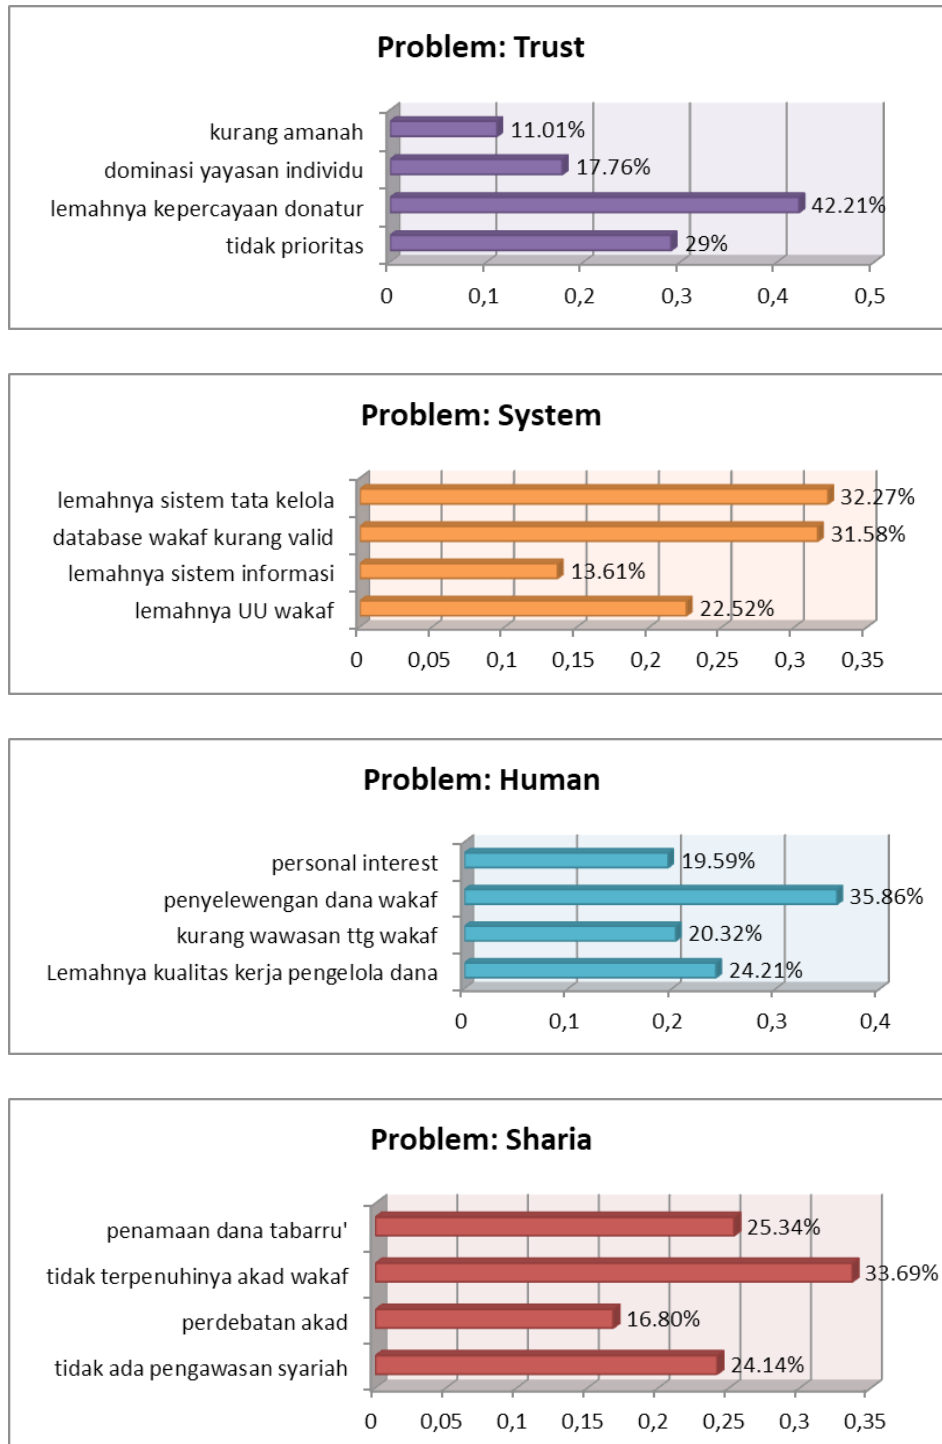 Problem: Trust
kurang amanah 11.01%
dominasi yayasan individu 17.76%
lemahnya kepercayaan donatur 42.21%
tidak prioritas 29%
0 0,1 0,2 0,3 0,4 0,5
Problem: System
lemahnya sistem tata kelola 32.27%
database wakaf kurang valid 31.58%
lemahnya sistem informasi 13.61%
lemahnya UU wakaf 22.52%
0 0,05 0,1 0,15 0,2 0,25 0,3 0,35
Problem: Human
personal interest 19.59%
penyelewengan dana wakaf 35.86%
kurang wawasan ttg wakaf 20.32%
Lemahnya kualitas kerja pengelola dana 24.21%
0 0,1 0,2 0,3 0,4
Problem: Sharia
penamaan dana tabarru' 25.34%
tidak terpenuhinya akad wakaf 33.69%
perdebatan akad 16.80%
tidak ada pengawasan syariah 24.14%
0 0,05 0,1 0,15 0,2 0,25 0,3 0,35